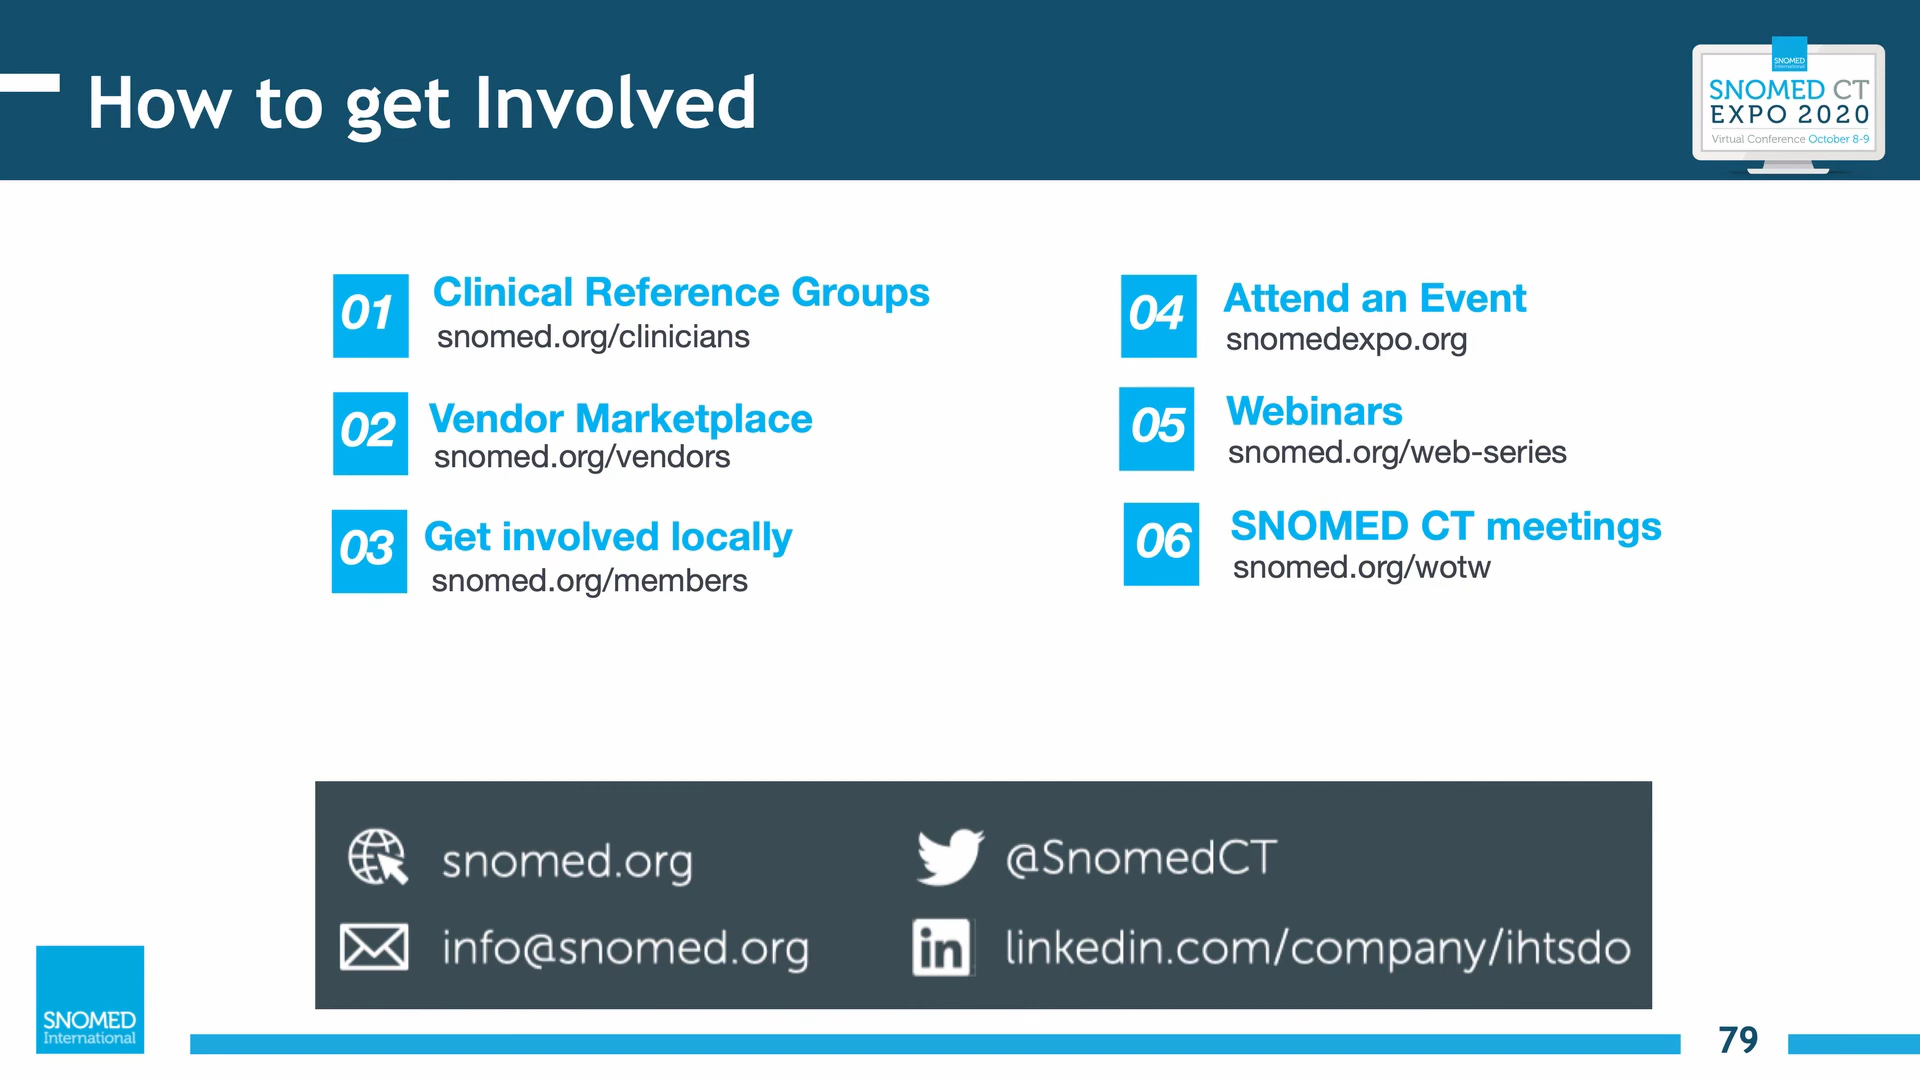 How to get Involved
SNOMED
International
SNOMED CT
EXPO 2020
Virtual Conference October 8-9
01
Clinical Reference Groups
snomed.org/clinicians
02
Vendor Marketplace
snomed.org/vendors
03
Get involved locally
snomed.org/members
04
Attend an Event
snomedexpo.org
05
Webinars
snomed.org/web-series
06
SNOMED CT meetings
snomed.org/wotw
snomed.org
@SnomedCT
info@snomed.org
in
linkedin.com/company/ihtsdo
SNOMED
International
79